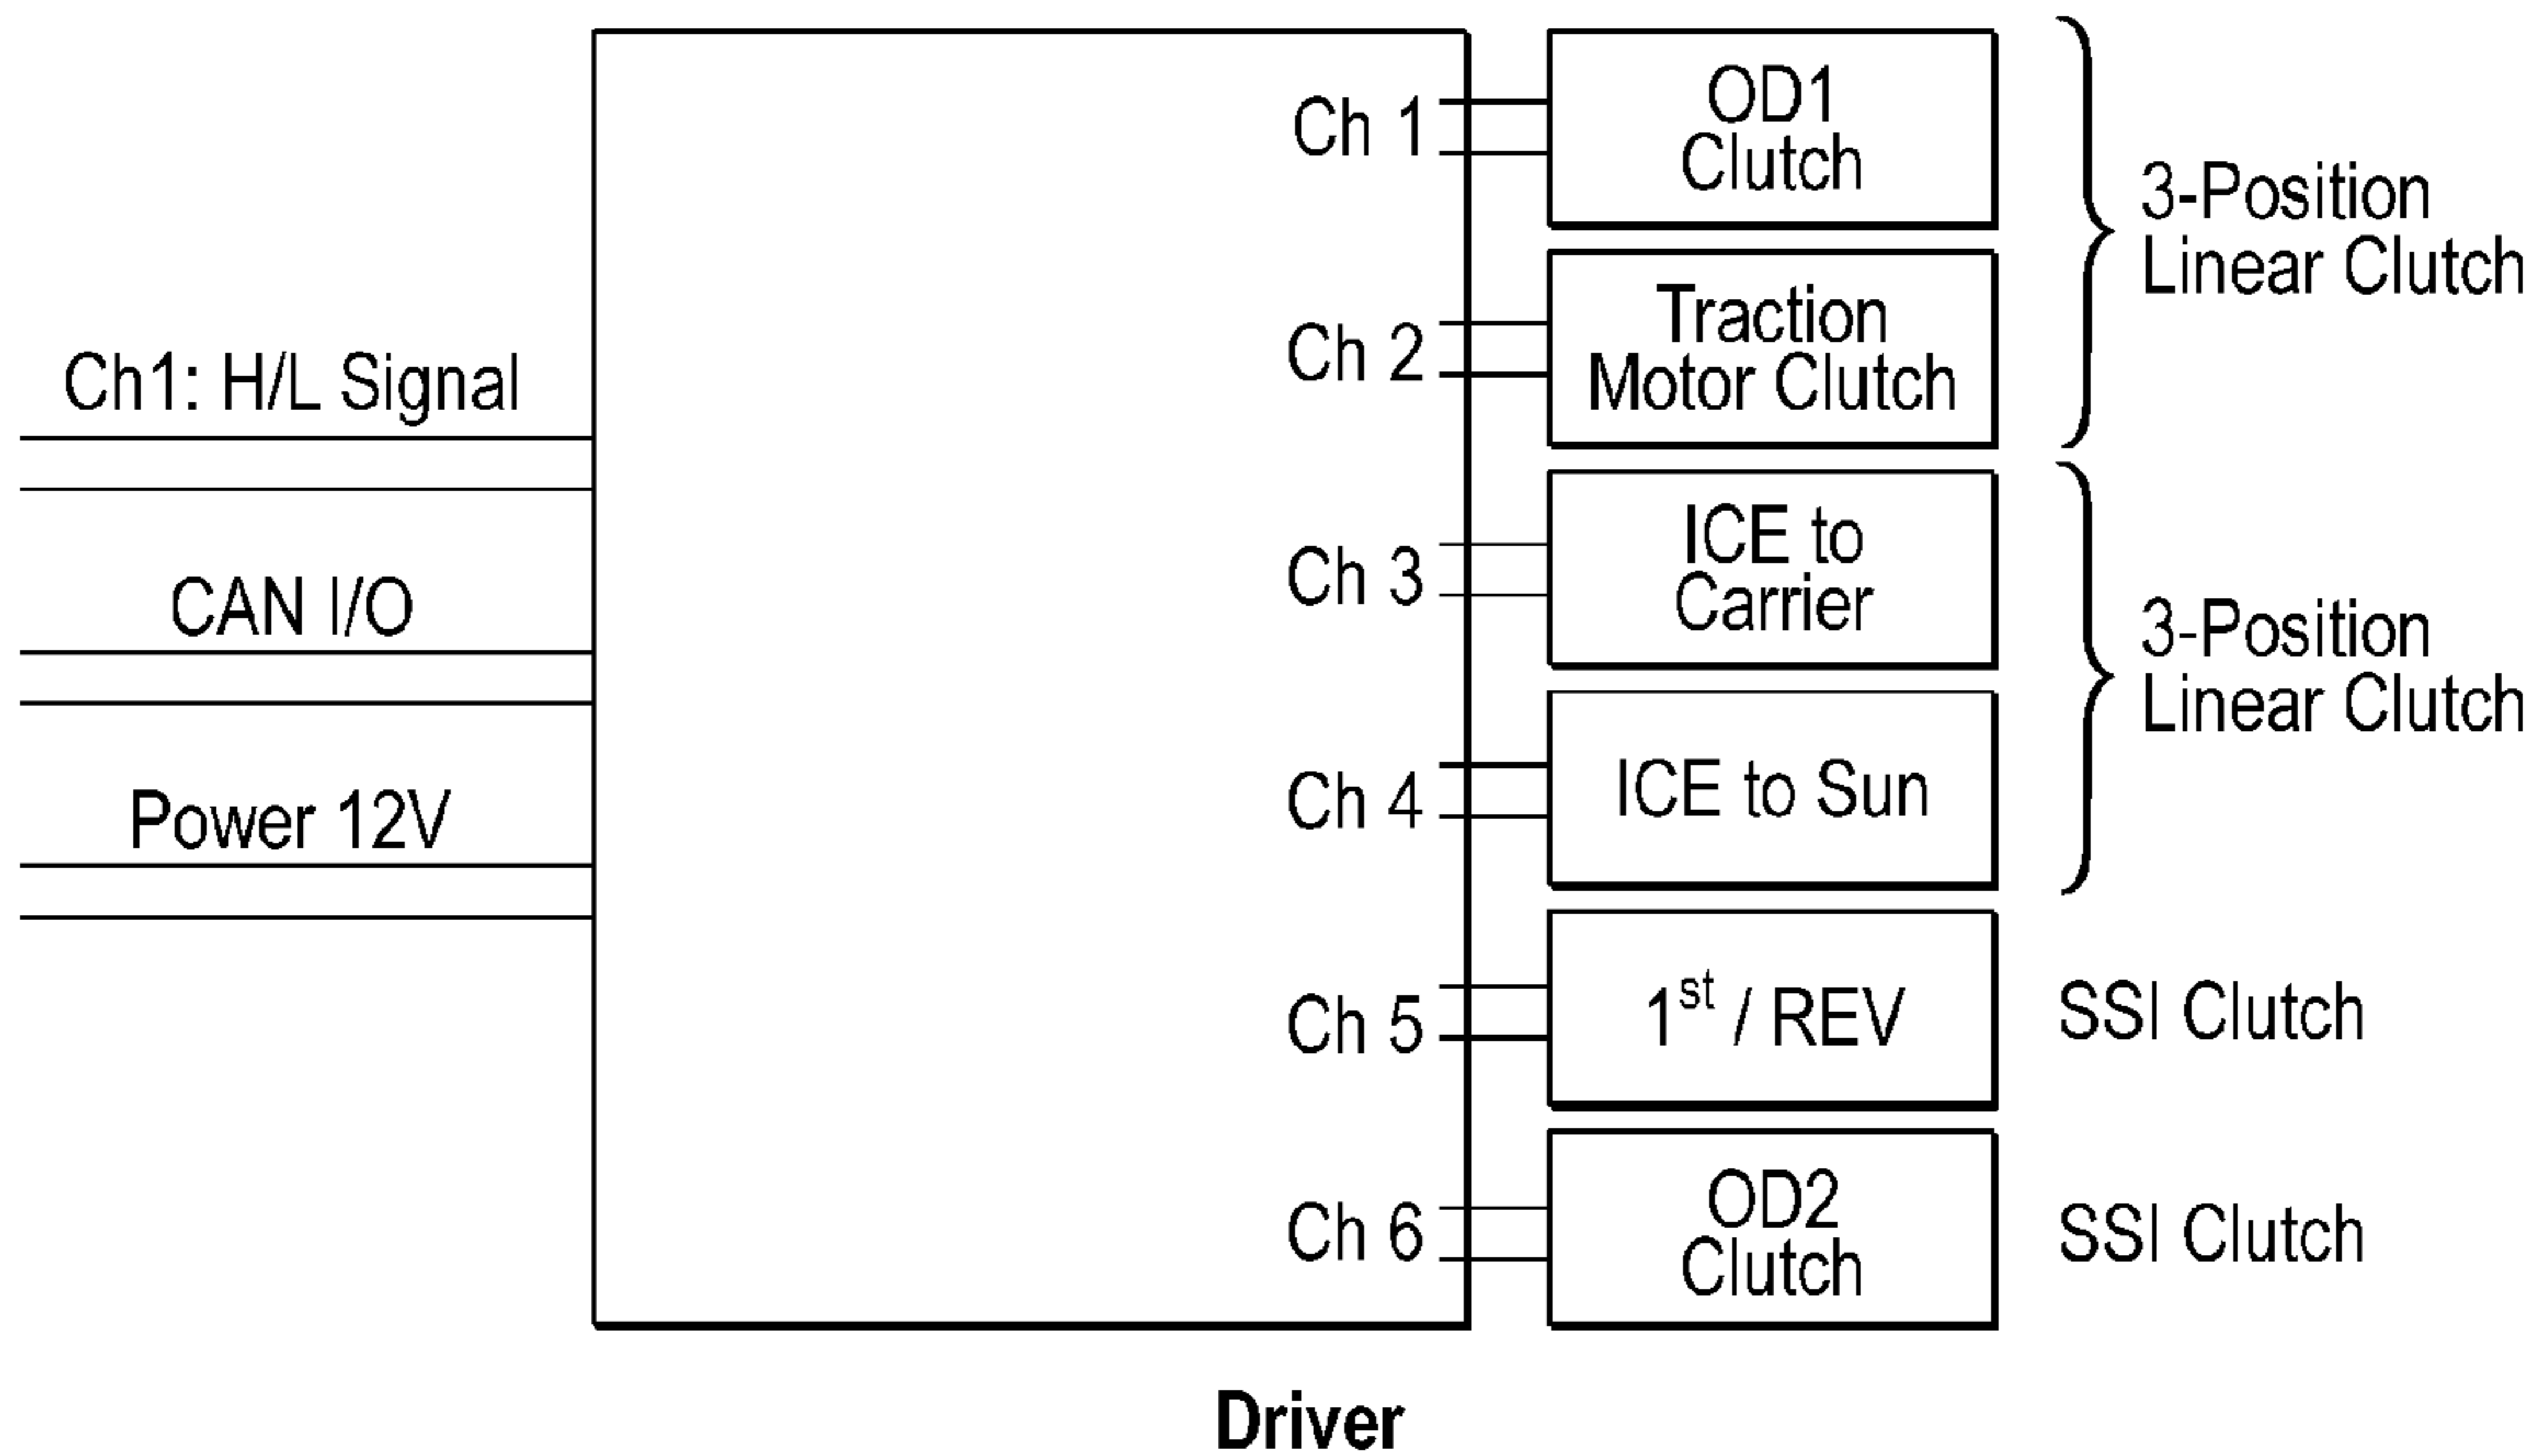 Ch1: H/L Signal
CAN I/O
Power 12V
Ch 1
OD1
Clutch
Ch 2
Traction
Motor Clutch
3-Position
Linear Clutch
Ch 3
ICE to
Carrier
Ch 4
ICE to Sun
3-Position
Linear Clutch
Ch 5
1st / REV
SSI Clutch
Ch 6
OD2
Clutch
SSI Clutch
Driver